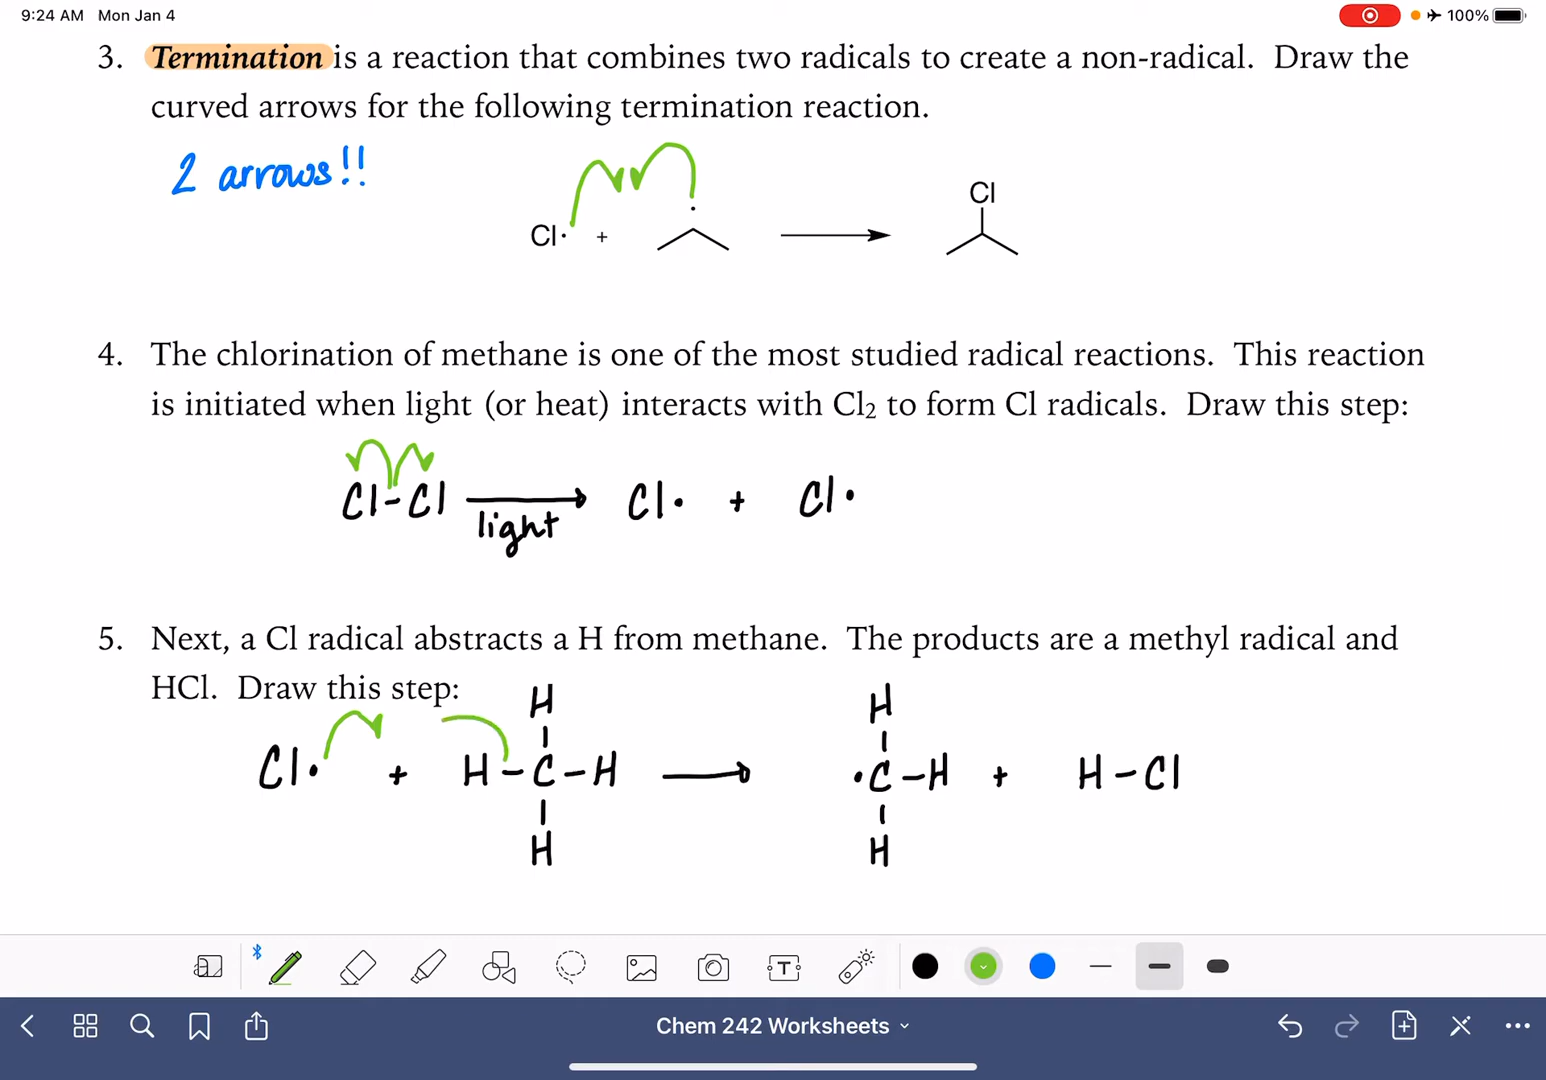 9:24 AM Mon Jan 4 100%
3. Termination is a reaction that combines two radicals to create a non-radical. Draw the
curved arrows for the following termination reaction.
2 arrows!!
Cl· + · Cl
4. The chlorination of methane is one of the most studied radical reactions. This reaction
is initiated when light (or heat) interacts with Cl₂ to form Cl radicals. Draw this step:
Cl-Cl Cl· + Cl·
light
5. Next, a Cl radical abstracts a H from methane. The products are a methyl radical and
HCl. Draw this step:
H H
Cl· + H-C-H ·C-H + H-Cl
H H
a T
Chem 242 Worksheets